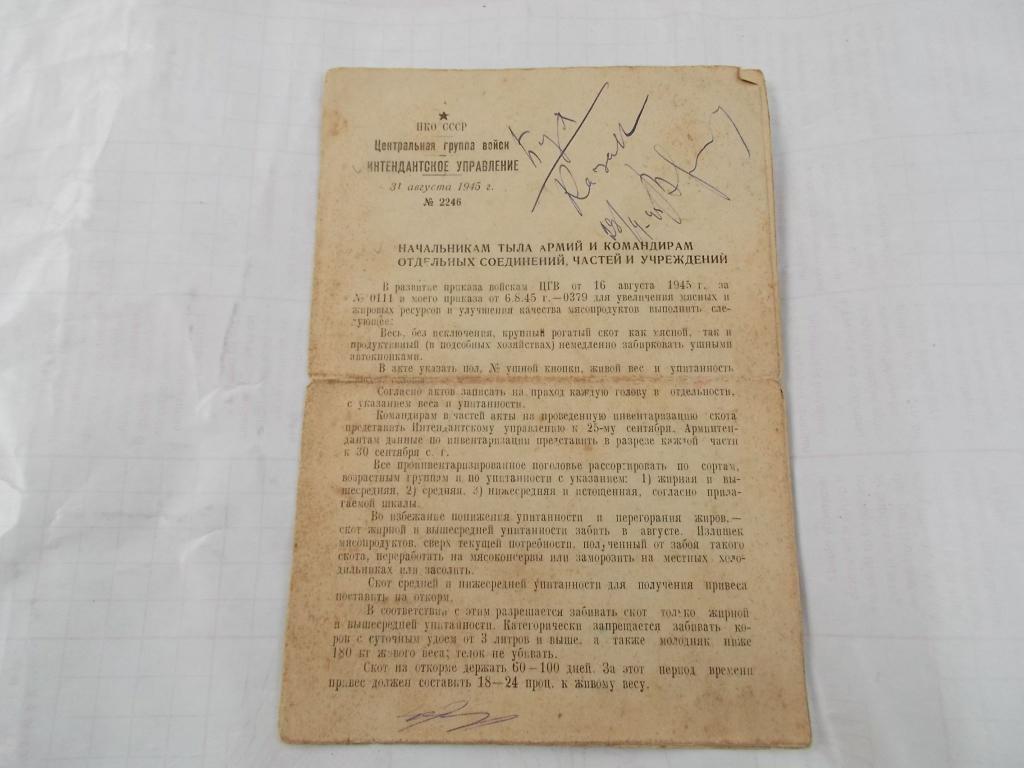 НКО СССР
Центральная группа войск
ИНТЕНДАНТСКОЕ УПРАВЛЕНИЕ
31 августа 1945 г.
№ 2246
НАЧАЛЬНИКАМ ТЫЛА АРМИЙ И КОМАНДИРАМ
ОТДЕЛЬНЫХ СОЕДИНЕНИЙ, ЧАСТЕЙ И УЧРЕЖДЕНИЙ
В развитие приказа войскам ЦГВ от 16 августа 1945 г. за
№ 0111 и моего приказа от 6.8.45 г.—0379 для увеличения мясных и
жировых ресурсов и улучшения качества мясопродуктов выполнить сле-
дующее:
Весь, без исключения, крупный рогатый скот как мясной, так и
продуктивный (в подсобных хозяйствах) немедленно забирковать ушными
автокнопками.
В акте указать пол, № ушной кнопки, живой вес и упитанность
Согласно актов записать на приход каждую голову в отдельности,
с указанием веса и упитанности.
Командирам частей акты на проведенную инвентаризацию скота
представить Интендантскому управлению к 25-му сентября. Армитен-
дантам данные по инвентаризации представить в разрезе каждой части
к 30 сентября с. г.
Все проинвентаризированное поголовье рассортировать по сортам,
возрастным группам и по упитанности с указанием: 1) жирная и вы-
шесредняя, 2) средняя, 3) нижесредняя и истощенная, согласно прила-
гаемой шкалы.
Во избежание понижения упитанности и перегорания жиров,—
скот жирной и вышесредней упитанности забить в августе. Излишек
мясопродуктов, сверх текущей потребности, полученный от забоя такого
скота, переработать на мясоконсервы или заморозить на местных холо-
дильниках или засолить.
Скот средней и нижесредней упитанности для получения привеса
поставить на откорм.
В соответствии с этим разрешается забивать скот только жирной
и вышесредней упитанности. Категорически запрещается забивать ко-
ров с суточным удоем от 3 литров и выше, а также молодняк ниже
180 кг живого веса; телок не убивать.
Скот на откорме держать 60—100 дней. За этот период времени
привес должен составить 18—24 проц. к живому весу.